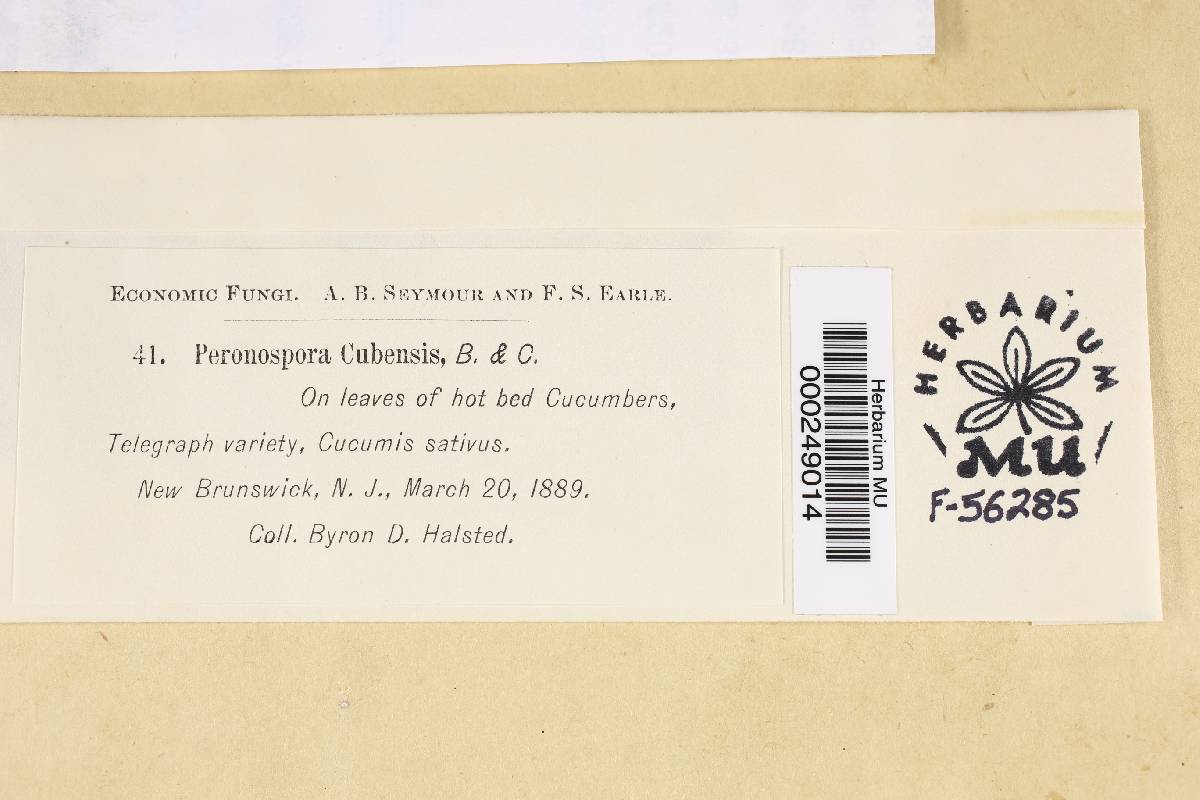 Economic Fungi. A. B. Seymour and F. S. Earle.
41. Peronospora Cubensis, B. & C.
On leaves of hot bed Cucumbers,
Telegraph variety, Cucumis sativus.
New Brunswick, N. J., March 20, 1889.
Coll. Byron D. Halsted.
Herbarium MU
000249014
HERBARIUM
MU
F-56285